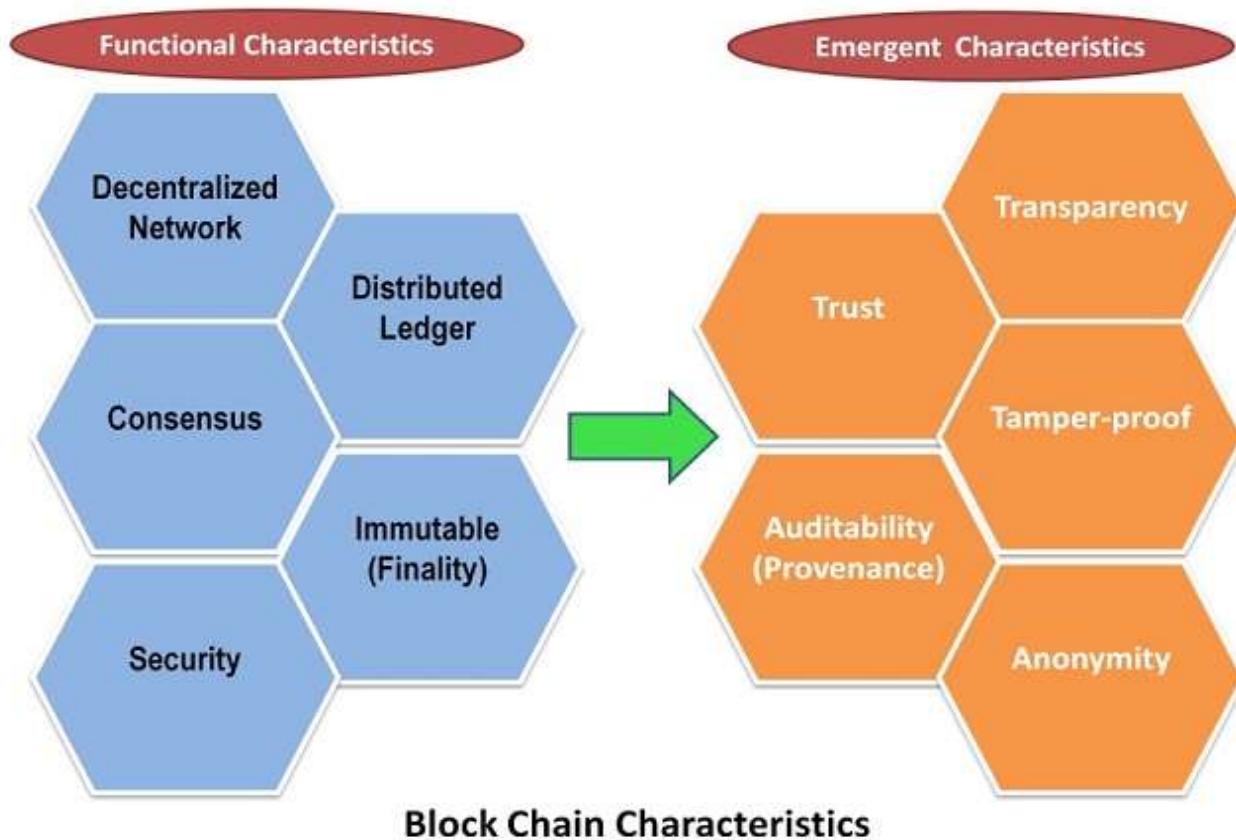 Functional Characteristics
Emergent Characteristics
Decentralized
Network
Distributed
Ledger
Consensus
Immutable
(Finality)
Security
Transparency
Trust
Tamper-proof
Auditability
(Provenance)
Anonymity
Block Chain Characteristics